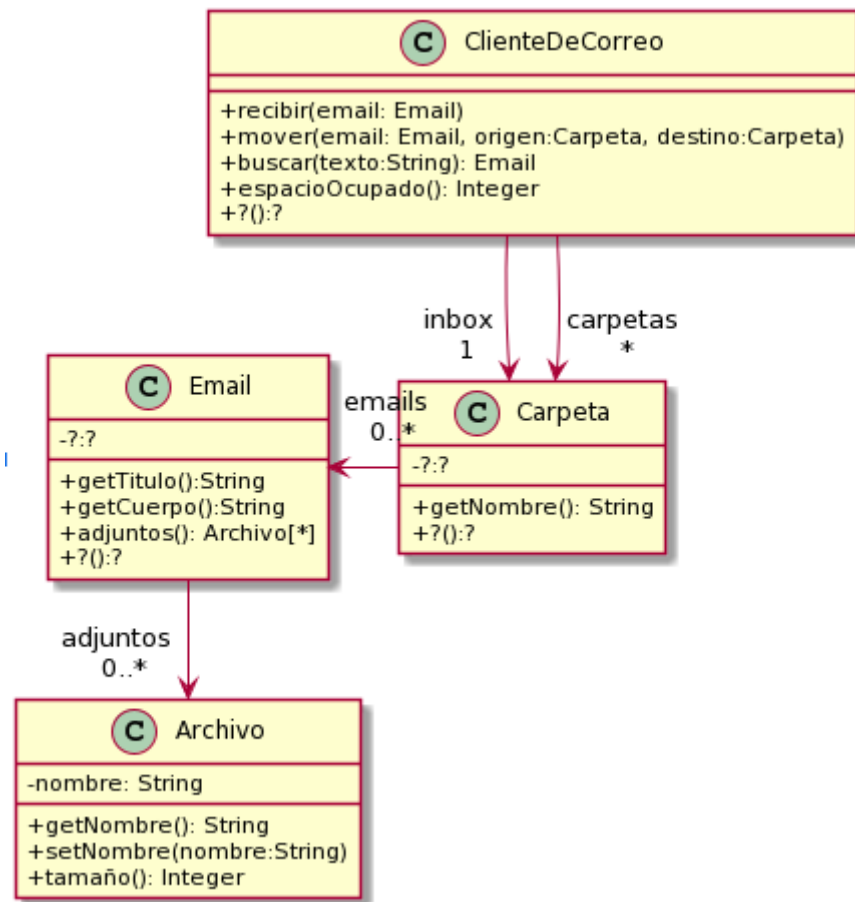 C ClienteDeCorreo
+recibir(email: Email)
+mover(email: Email, origen:Carpeta, destino:Carpeta)
+buscar(texto:String): Email
+espacioOcupado(): Integer
+?():?
inbox
1
carpetas
*
C Email
-?:?
+getTitulo():String
+getCuerpo():String
+adjuntos(): Archivo[*]
+?():?
emails
0..*
C Carpeta
-?:?
+getNombre(): String
+?():?
adjuntos
0..*
C Archivo
-nombre: String
+getNombre(): String
+setNombre(nombre:String)
+tamaño(): Integer